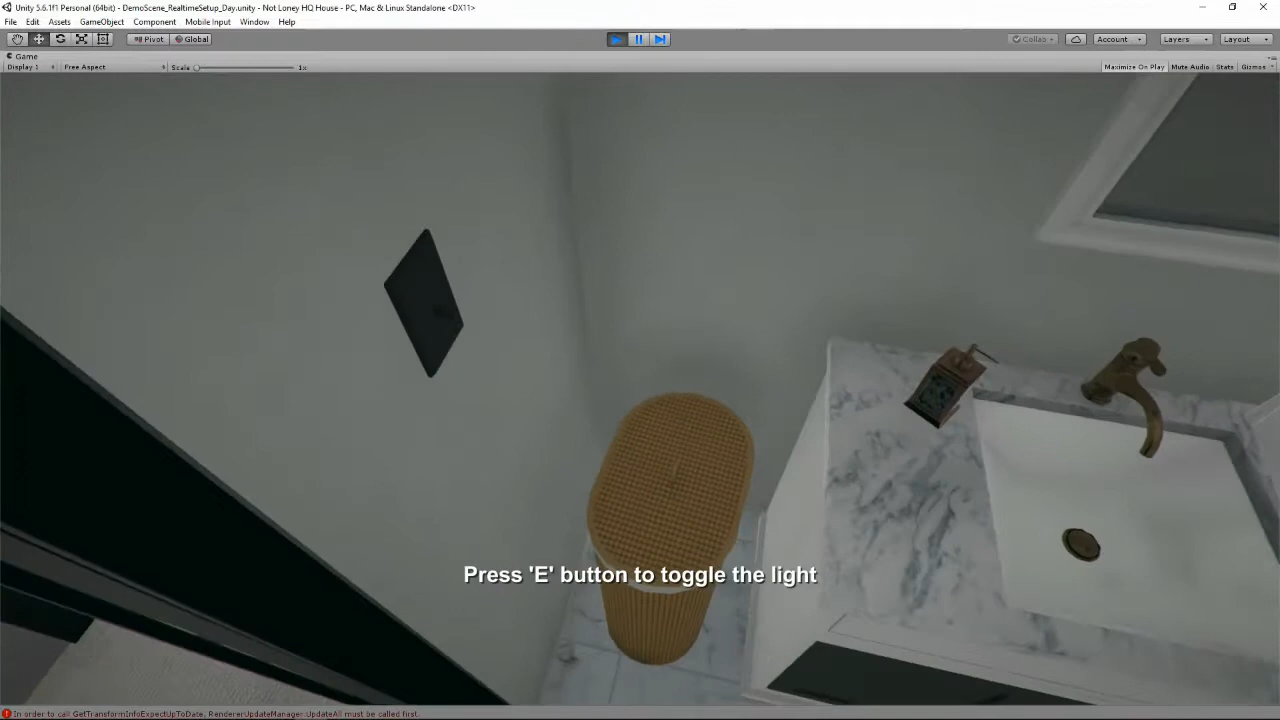 Unity 5.6.1f1 Personal (64bit) - DemoScene_RealtimeSetup_Day.unity - Not Loney HQ House - PC, Mac & Linux Standalone <DX11>
File Edit Assets GameObject Component Mobile Input Window Help
Pivot Global Collab Account Layers Layout
Game
Display 1 Free Aspect Scale 1x Maximize On Play Mute Audio Stats Gizmos
Press 'E' button to toggle the light
In order to call GetTransformInfoExpectUpToDate, RendererUpdateManager.UpdateAll must be called first.